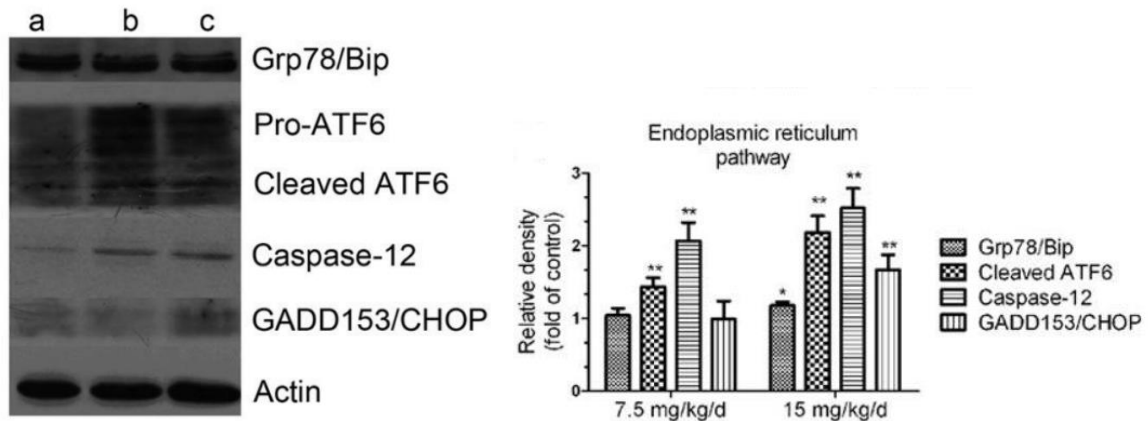 a b c
Grp78/Bip
Pro-ATF6
Cleaved ATF6
Caspase-12
GADD153/CHOP
Actin
Endoplasmic reticulum
pathway
Relative density
(fold of control)
3
2
1
0
*
**
**
**
**
**
7.5 mg/kg/d 15 mg/kg/d
Grp78/Bip
Cleaved ATF6
Caspase-12
GADD153/CHOP